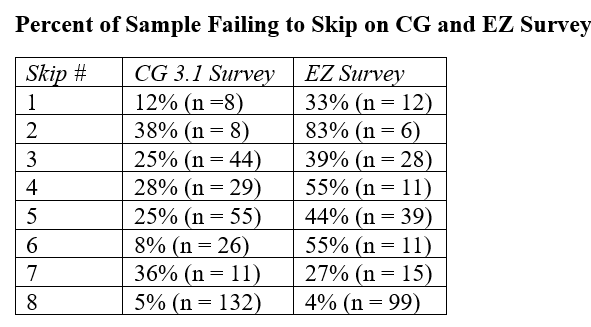 Percent of Sample Failing to Skip on CG and EZ Survey
Skip # CG 3.1 Survey EZ Survey
1 12% (n =8) 33% (n = 12)
2 38% (n = 8) 83% (n = 6)
3 25% (n = 44) 39% (n = 28)
4 28% (n = 29) 55% (n = 11)
5 25% (n = 55) 44% (n = 39)
6 8% (n = 26) 55% (n = 11)
7 36% (n = 11) 27% (n = 15)
8 5% (n = 132) 4% (n = 99)